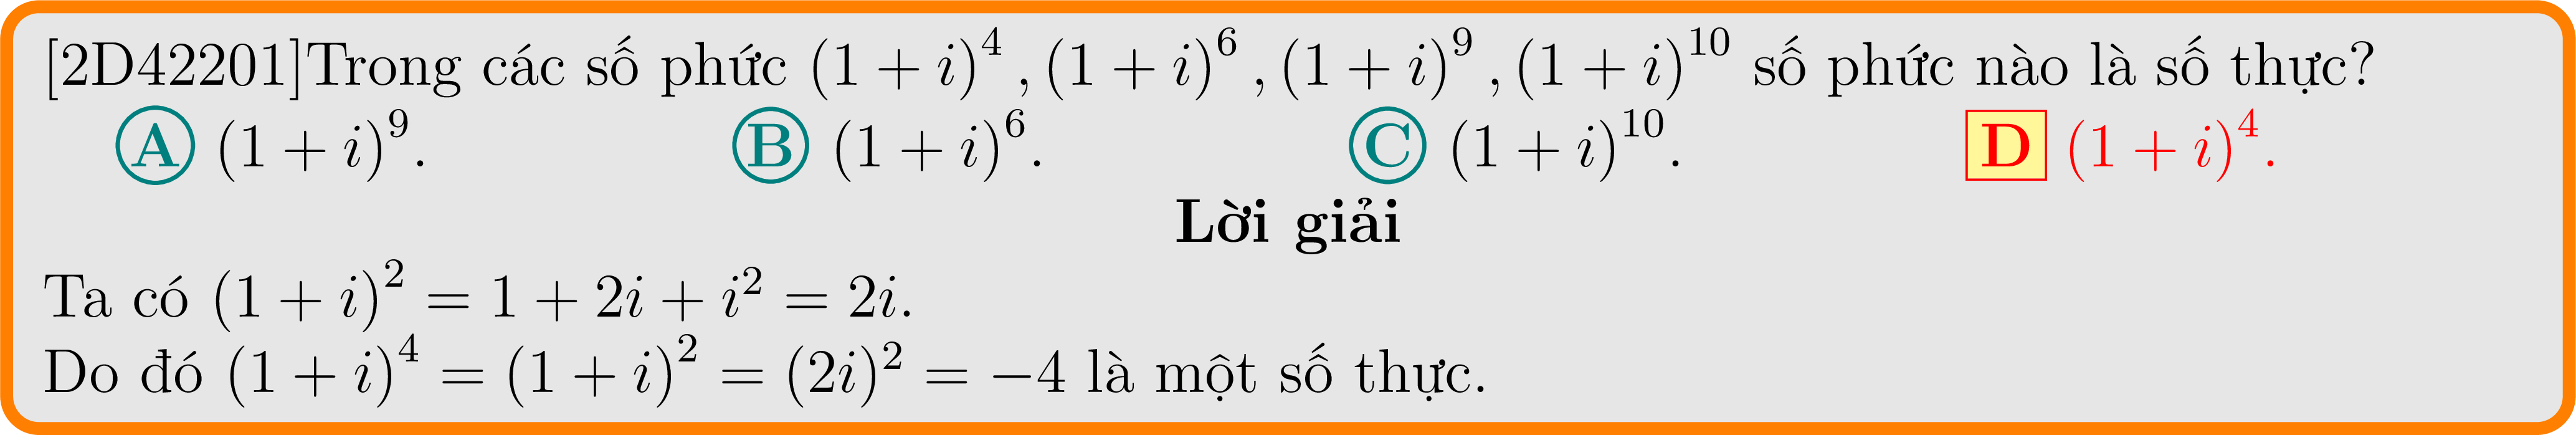 [2D42201]Trong các số phức (1 + i)⁴ , (1 + i)⁶ , (1 + i)⁹ , (1 + i)¹⁰ số phức nào là số thực?
A (1 + i)⁹. B (1 + i)⁶. C (1 + i)¹⁰. D (1 + i)⁴.
Lời giải
Ta có (1 + i)² = 1 + 2i + i² = 2i.
Do đó (1 + i)⁴ = (1 + i)² = (2i)² = −4 là một số thực.